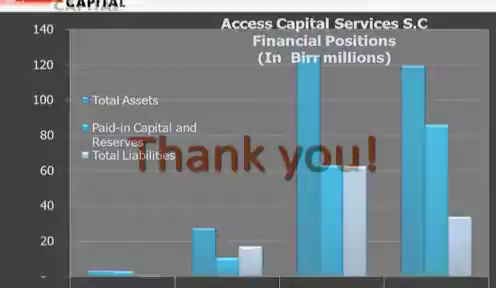 CAPITAL
Access Capital Services S.C
Financial Positions
(In Birr millions)
140
120
100
80
60
40
20
-
Total Assets
Paid-in Capital and
Reserves
Total Liabilities
Thank you!